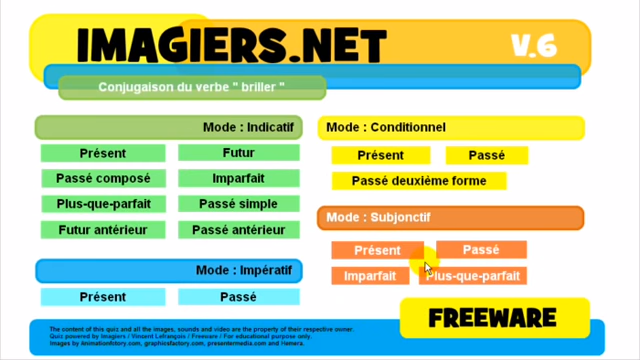 IMAGIERS.NET
V.6
Conjugaison du verbe " briller "
Mode : Indicatif
Présent
Futur
Passé composé
Imparfait
Plus-que-parfait
Passé simple
Futur antérieur
Passé antérieur
Mode : Impératif
Présent
Passé
Mode : Conditionnel
Présent
Passé
Passé deuxième forme
Mode : Subjonctif
Présent
Passé
Imparfait
Plus-que-parfait
FREEWARE
The content of this quiz and all the images, sounds and video are the property of their respective owner.
Quiz powered by Imagiers / Vincent Lefrançois / Freeware / For educational purpose only.
Images by Animationfctory.com, graphicsfactory.com, presentermedia.com and Hemera.